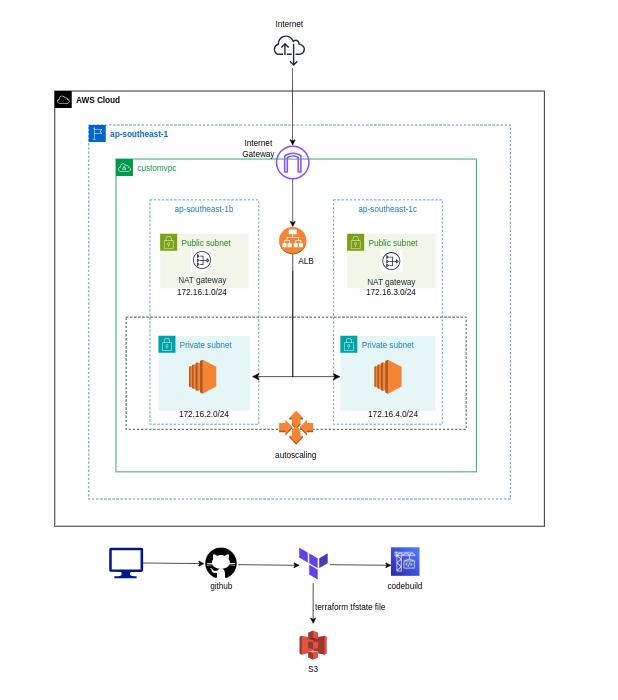 Internet
AWS Cloud
ap-southeast-1
Internet
Gateway
customvpc
ap-southeast-1b
ap-southeast-1c
Public subnet
Public subnet
ALB
NAT gateway
NAT gateway
172.16.1.0/24
172.16.3.0/24
Private subnet
Private subnet
172.16.2.0/24
172.16.4.0/24
autoscaling
github
codebuild
terraform tfstate file
S3